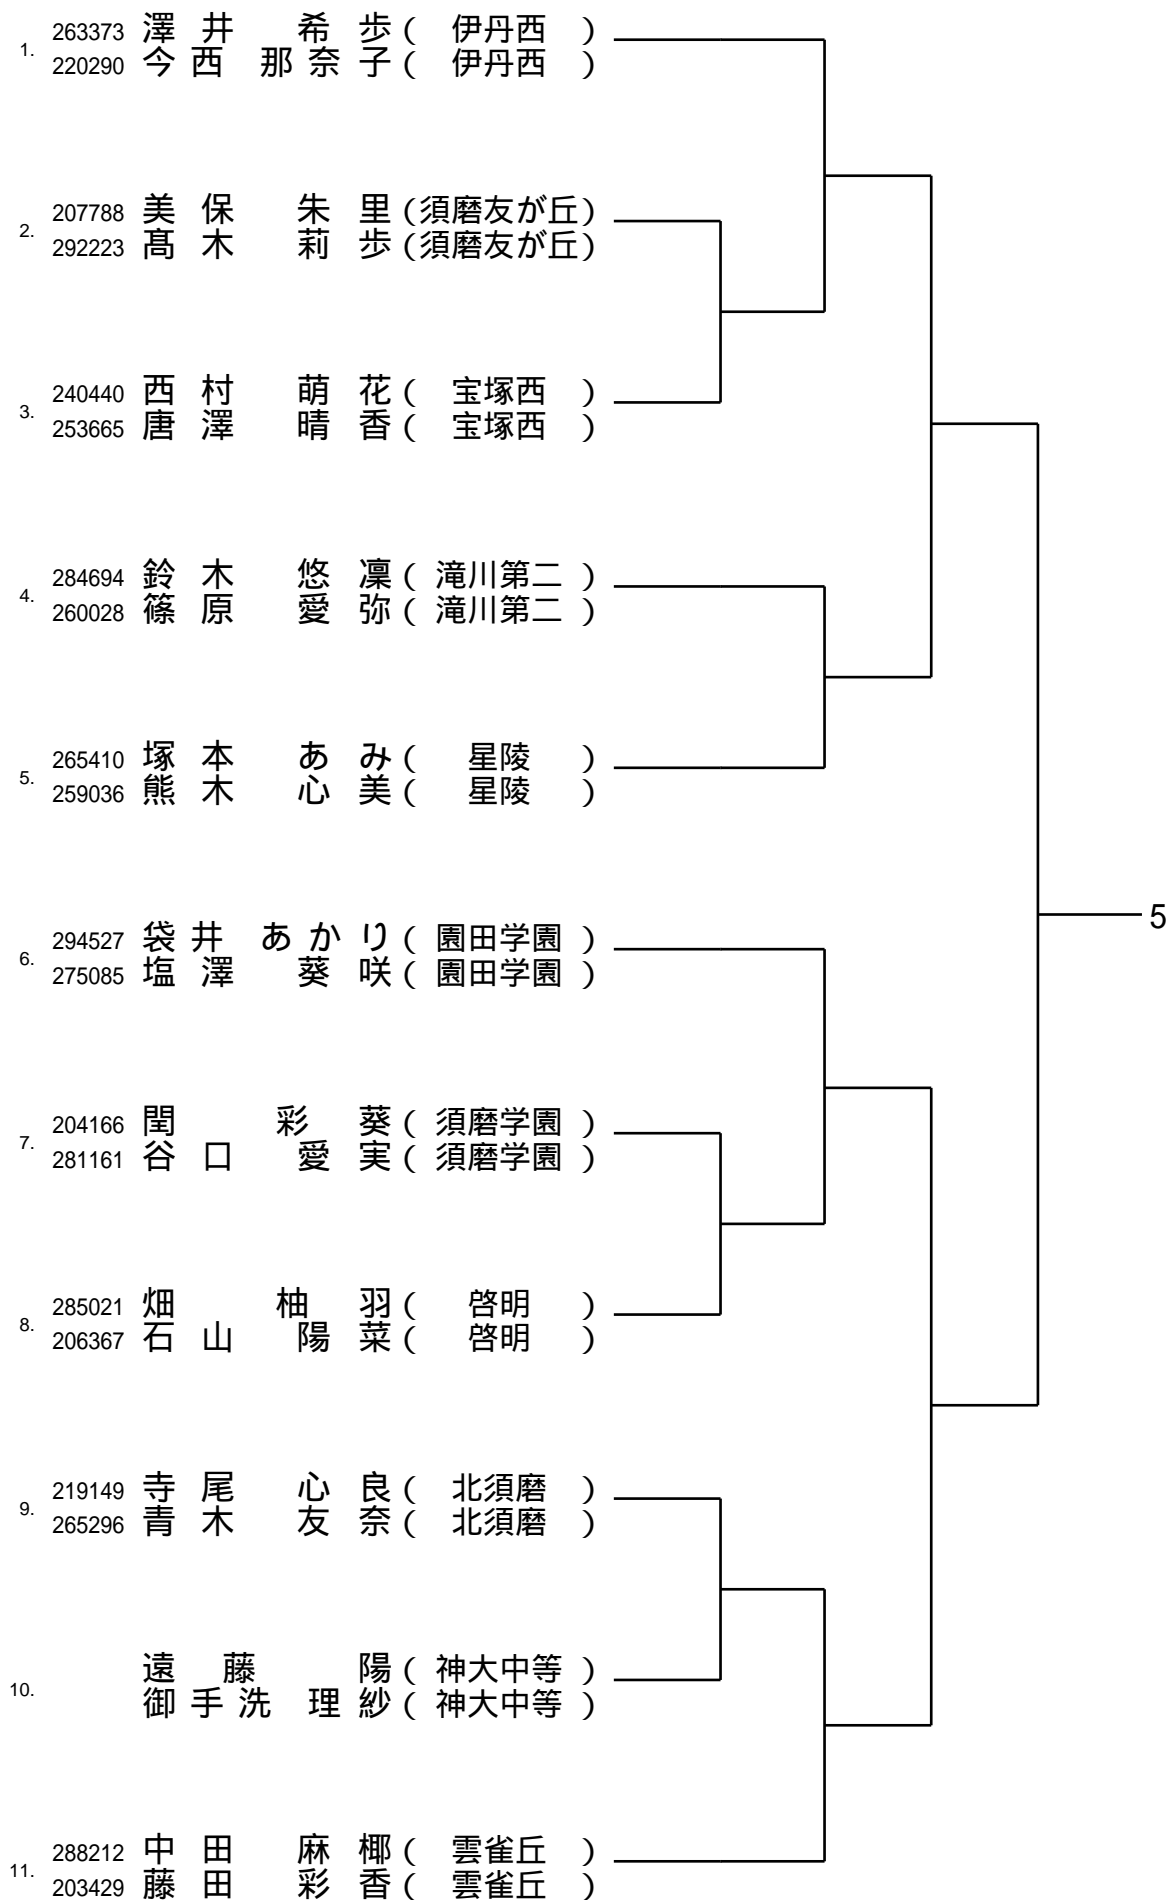 1. 263373 澤井 希歩 ( 伊丹西 )
220290 今西 那奈子 ( 伊丹西 )
2. 207788 美保 朱里 (須磨友が丘)
292223 髙木 莉歩 (須磨友が丘)
3. 240440 西村 萌花 ( 宝塚西 )
253665 唐澤 晴香 ( 宝塚西 )
4. 284694 鈴木 悠凜 ( 滝川第二 )
260028 篠原 愛弥 ( 滝川第二 )
5. 265410 塚本 あみ ( 星陵 )
259036 熊木 心美 ( 星陵 )
5
6. 294527 袋井 あかり ( 園田学園 )
275085 塩澤 葵咲 ( 園田学園 )
7. 204166 閏 彩葵 ( 須磨学園 )
281161 谷口 愛実 ( 須磨学園 )
8. 285021 畑 柚羽 ( 啓明 )
206367 石山 陽菜 ( 啓明 )
9. 219149 寺尾 心良 ( 北須磨 )
265296 青木 友奈 ( 北須磨 )
10. 遠藤 陽 ( 神大中等 )
御手洗 理紗 ( 神大中等 )
11. 288212 中田 麻椰 ( 雲雀丘 )
203429 藤田 彩香 ( 雲雀丘 )